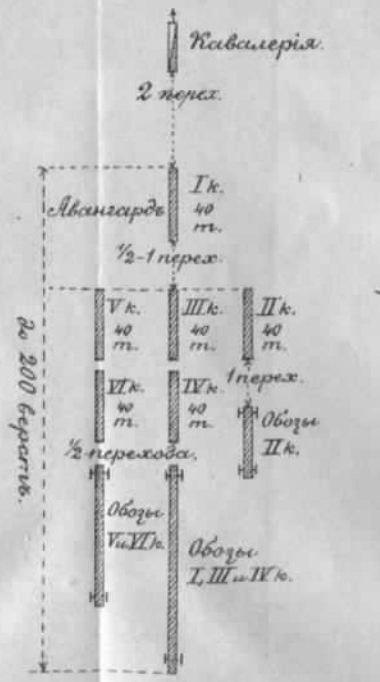 Кавалерія.
2 перех.
Авангардъ
I к.
40
т.
½-1 перех.
V к.
40
т.
III к.
40
т.
II к.
40
т.
VI к.
40
т.
IV к.
40
т.
1 перех.
Обозы
II к.
½ перехода.
Обозы
V и VI к.
Обозы
I, III и IV к.
до 200 верстъ.